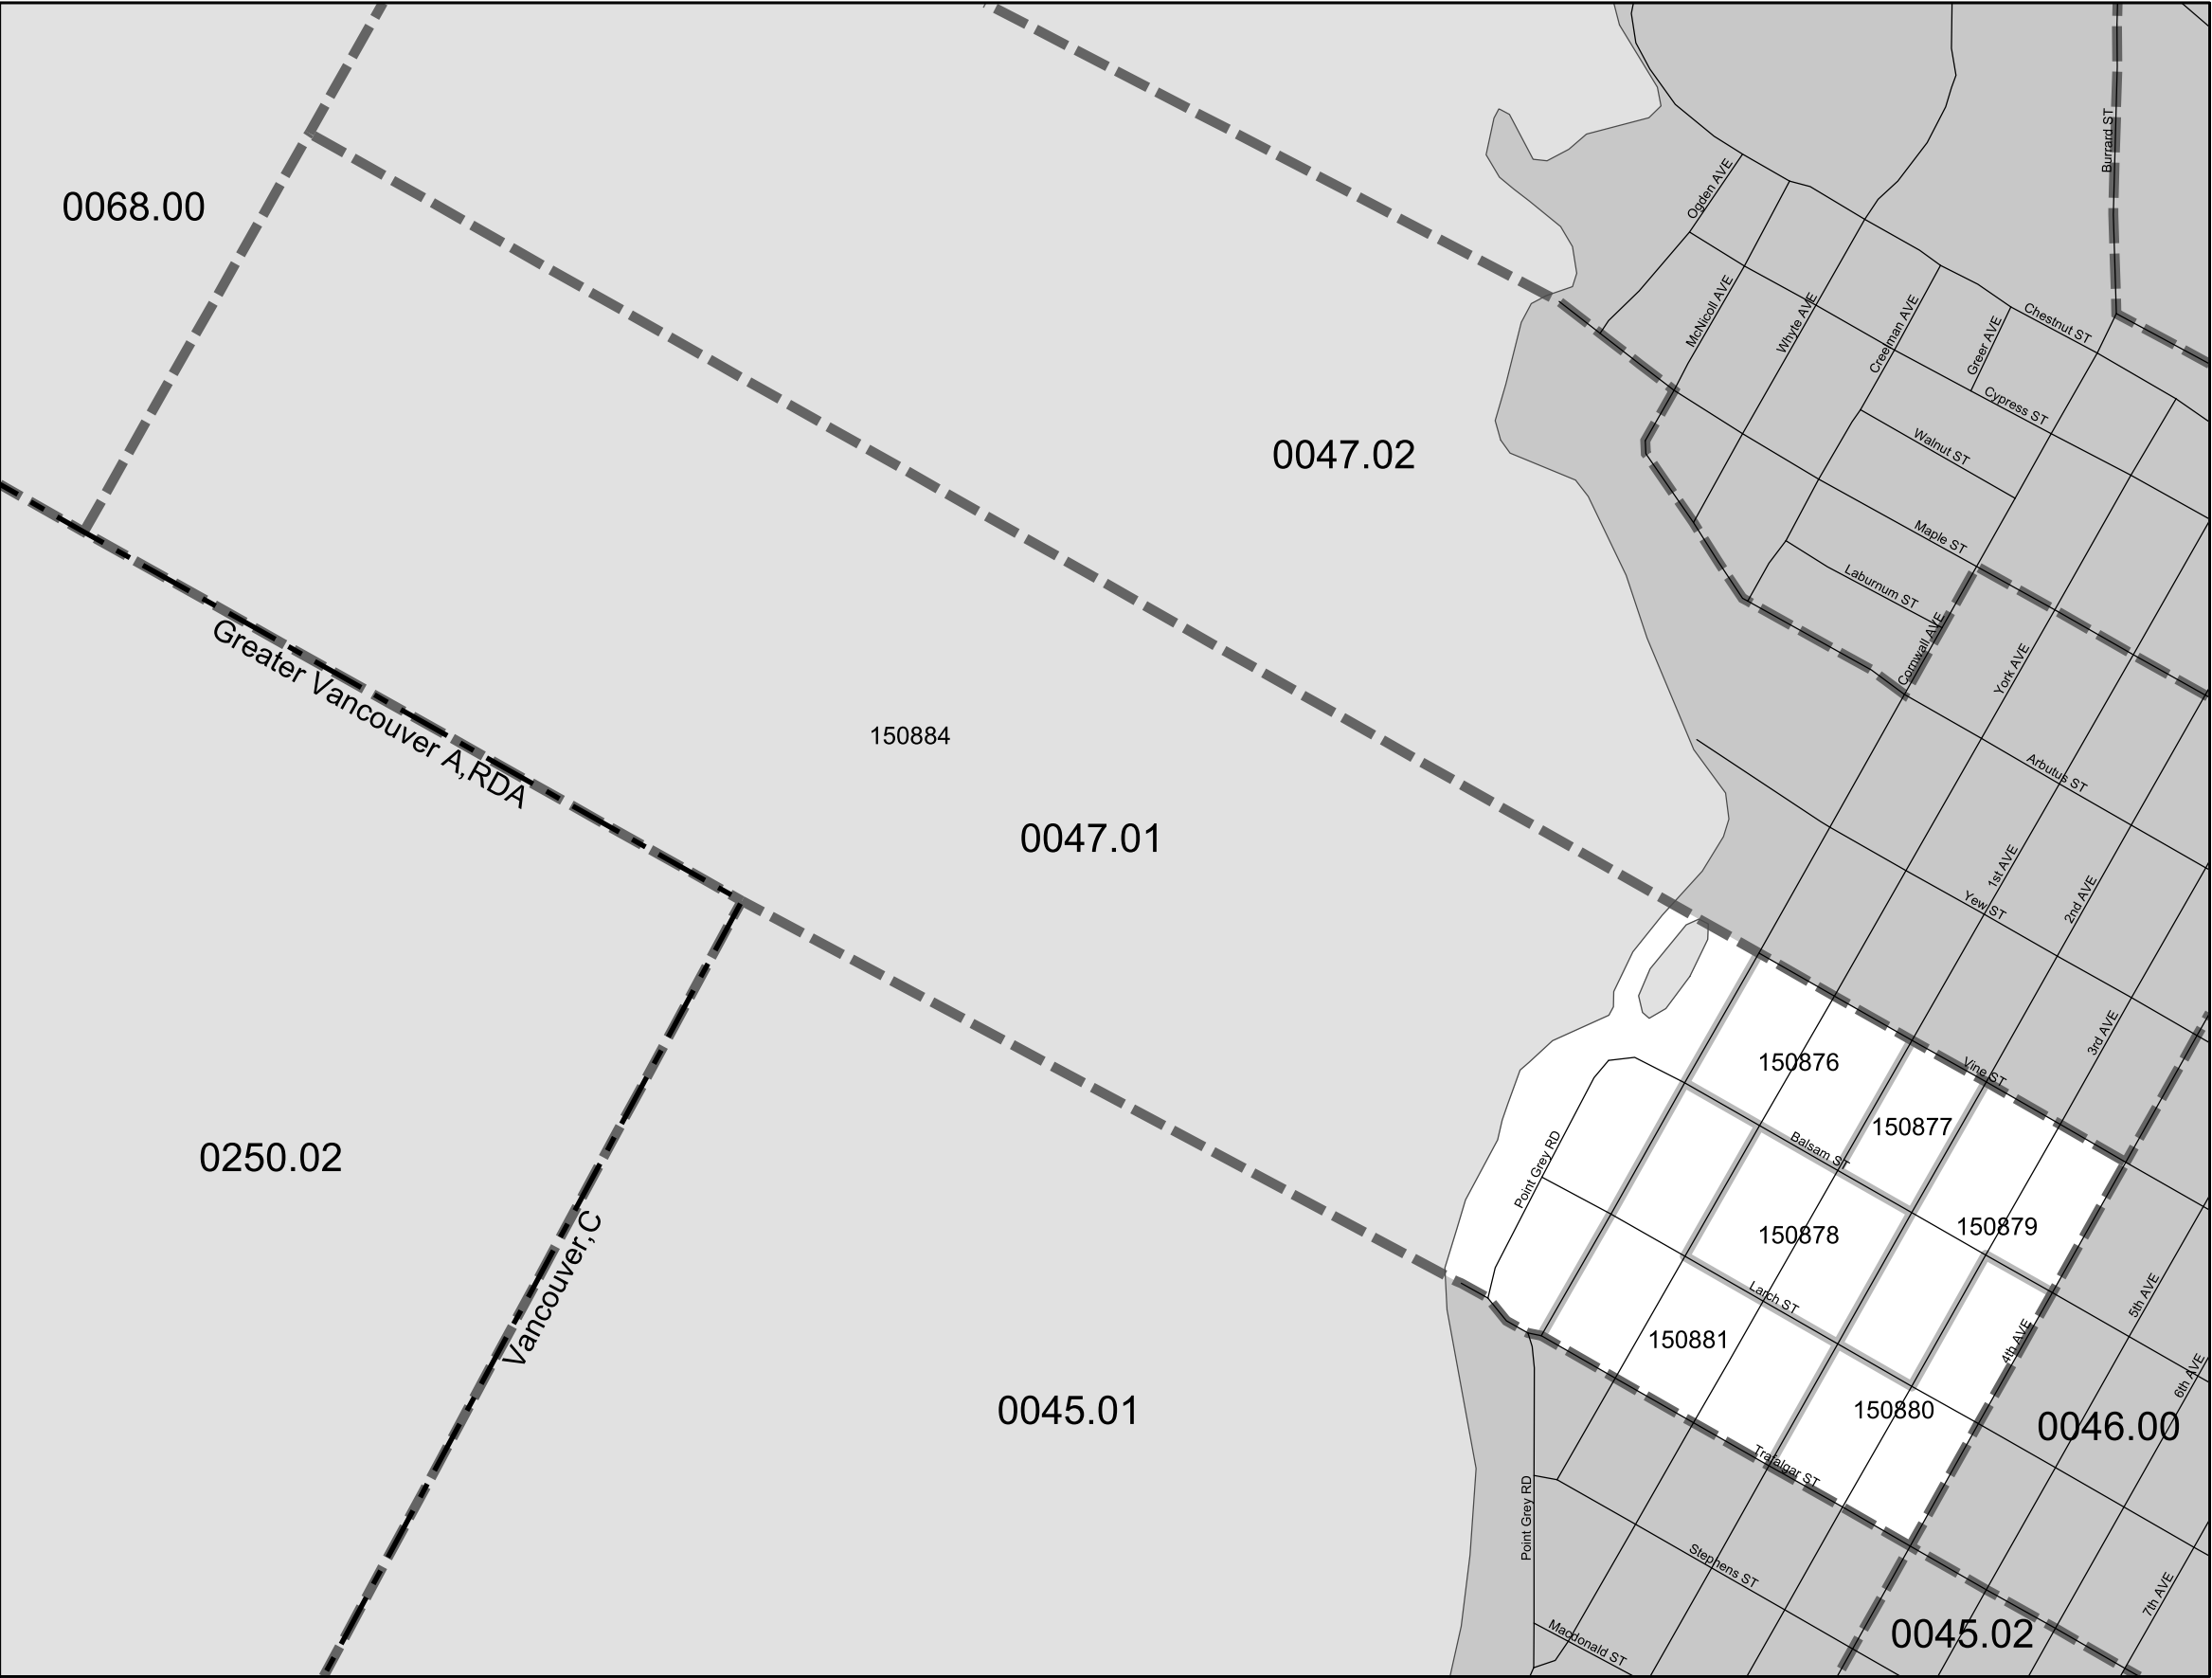 Burrard ST
Ogden AVE
0068.00
McNicoll AVE
Whyte AVE
Creelman AVE
Greer AVE
Chestnut ST
Cypress ST
0047.02
Walnut ST
Maple ST
Laburnum ST
Cornwall AVE
York AVE
Greater Vancouver A,RDA
150884
Arbutus ST
0047.01
1st AVE
2nd AVE
Yew ST
3rd AVE
150876
Vine ST
150877
Point Grey RD
Balsam ST
0250.02
150878
150879
Vancouver,C
Larch ST
5th AVE
150881
4th AVE
6th AVE
0045.01
150880
0046.00
Trafalgar ST
Point Grey RD
Stephens ST
7th AVE
0045.02
Macdonald ST